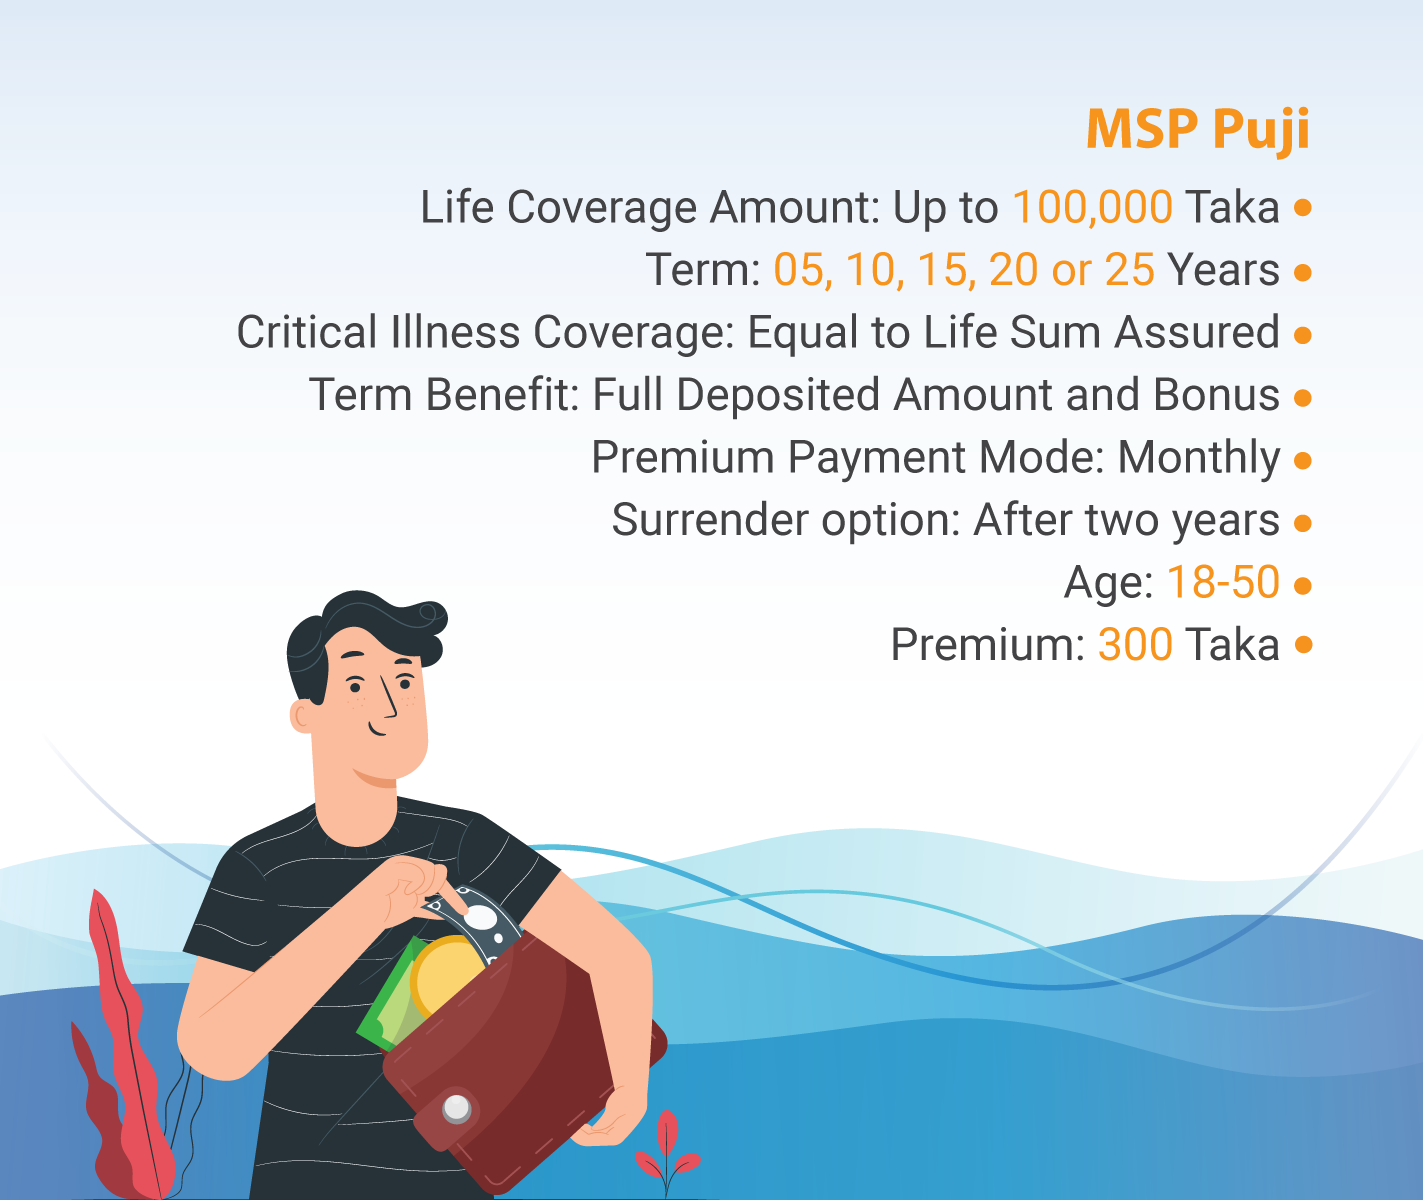 MSP Puji
Life Coverage Amount: Up to 100,000 Taka •
Term: 05, 10, 15, 20 or 25 Years •
Critical Illness Coverage: Equal to Life Sum Assured •
Term Benefit: Full Deposited Amount and Bonus •
Premium Payment Mode: Monthly •
Surrender option: After two years •
Age: 18-50 •
Premium: 300 Taka •